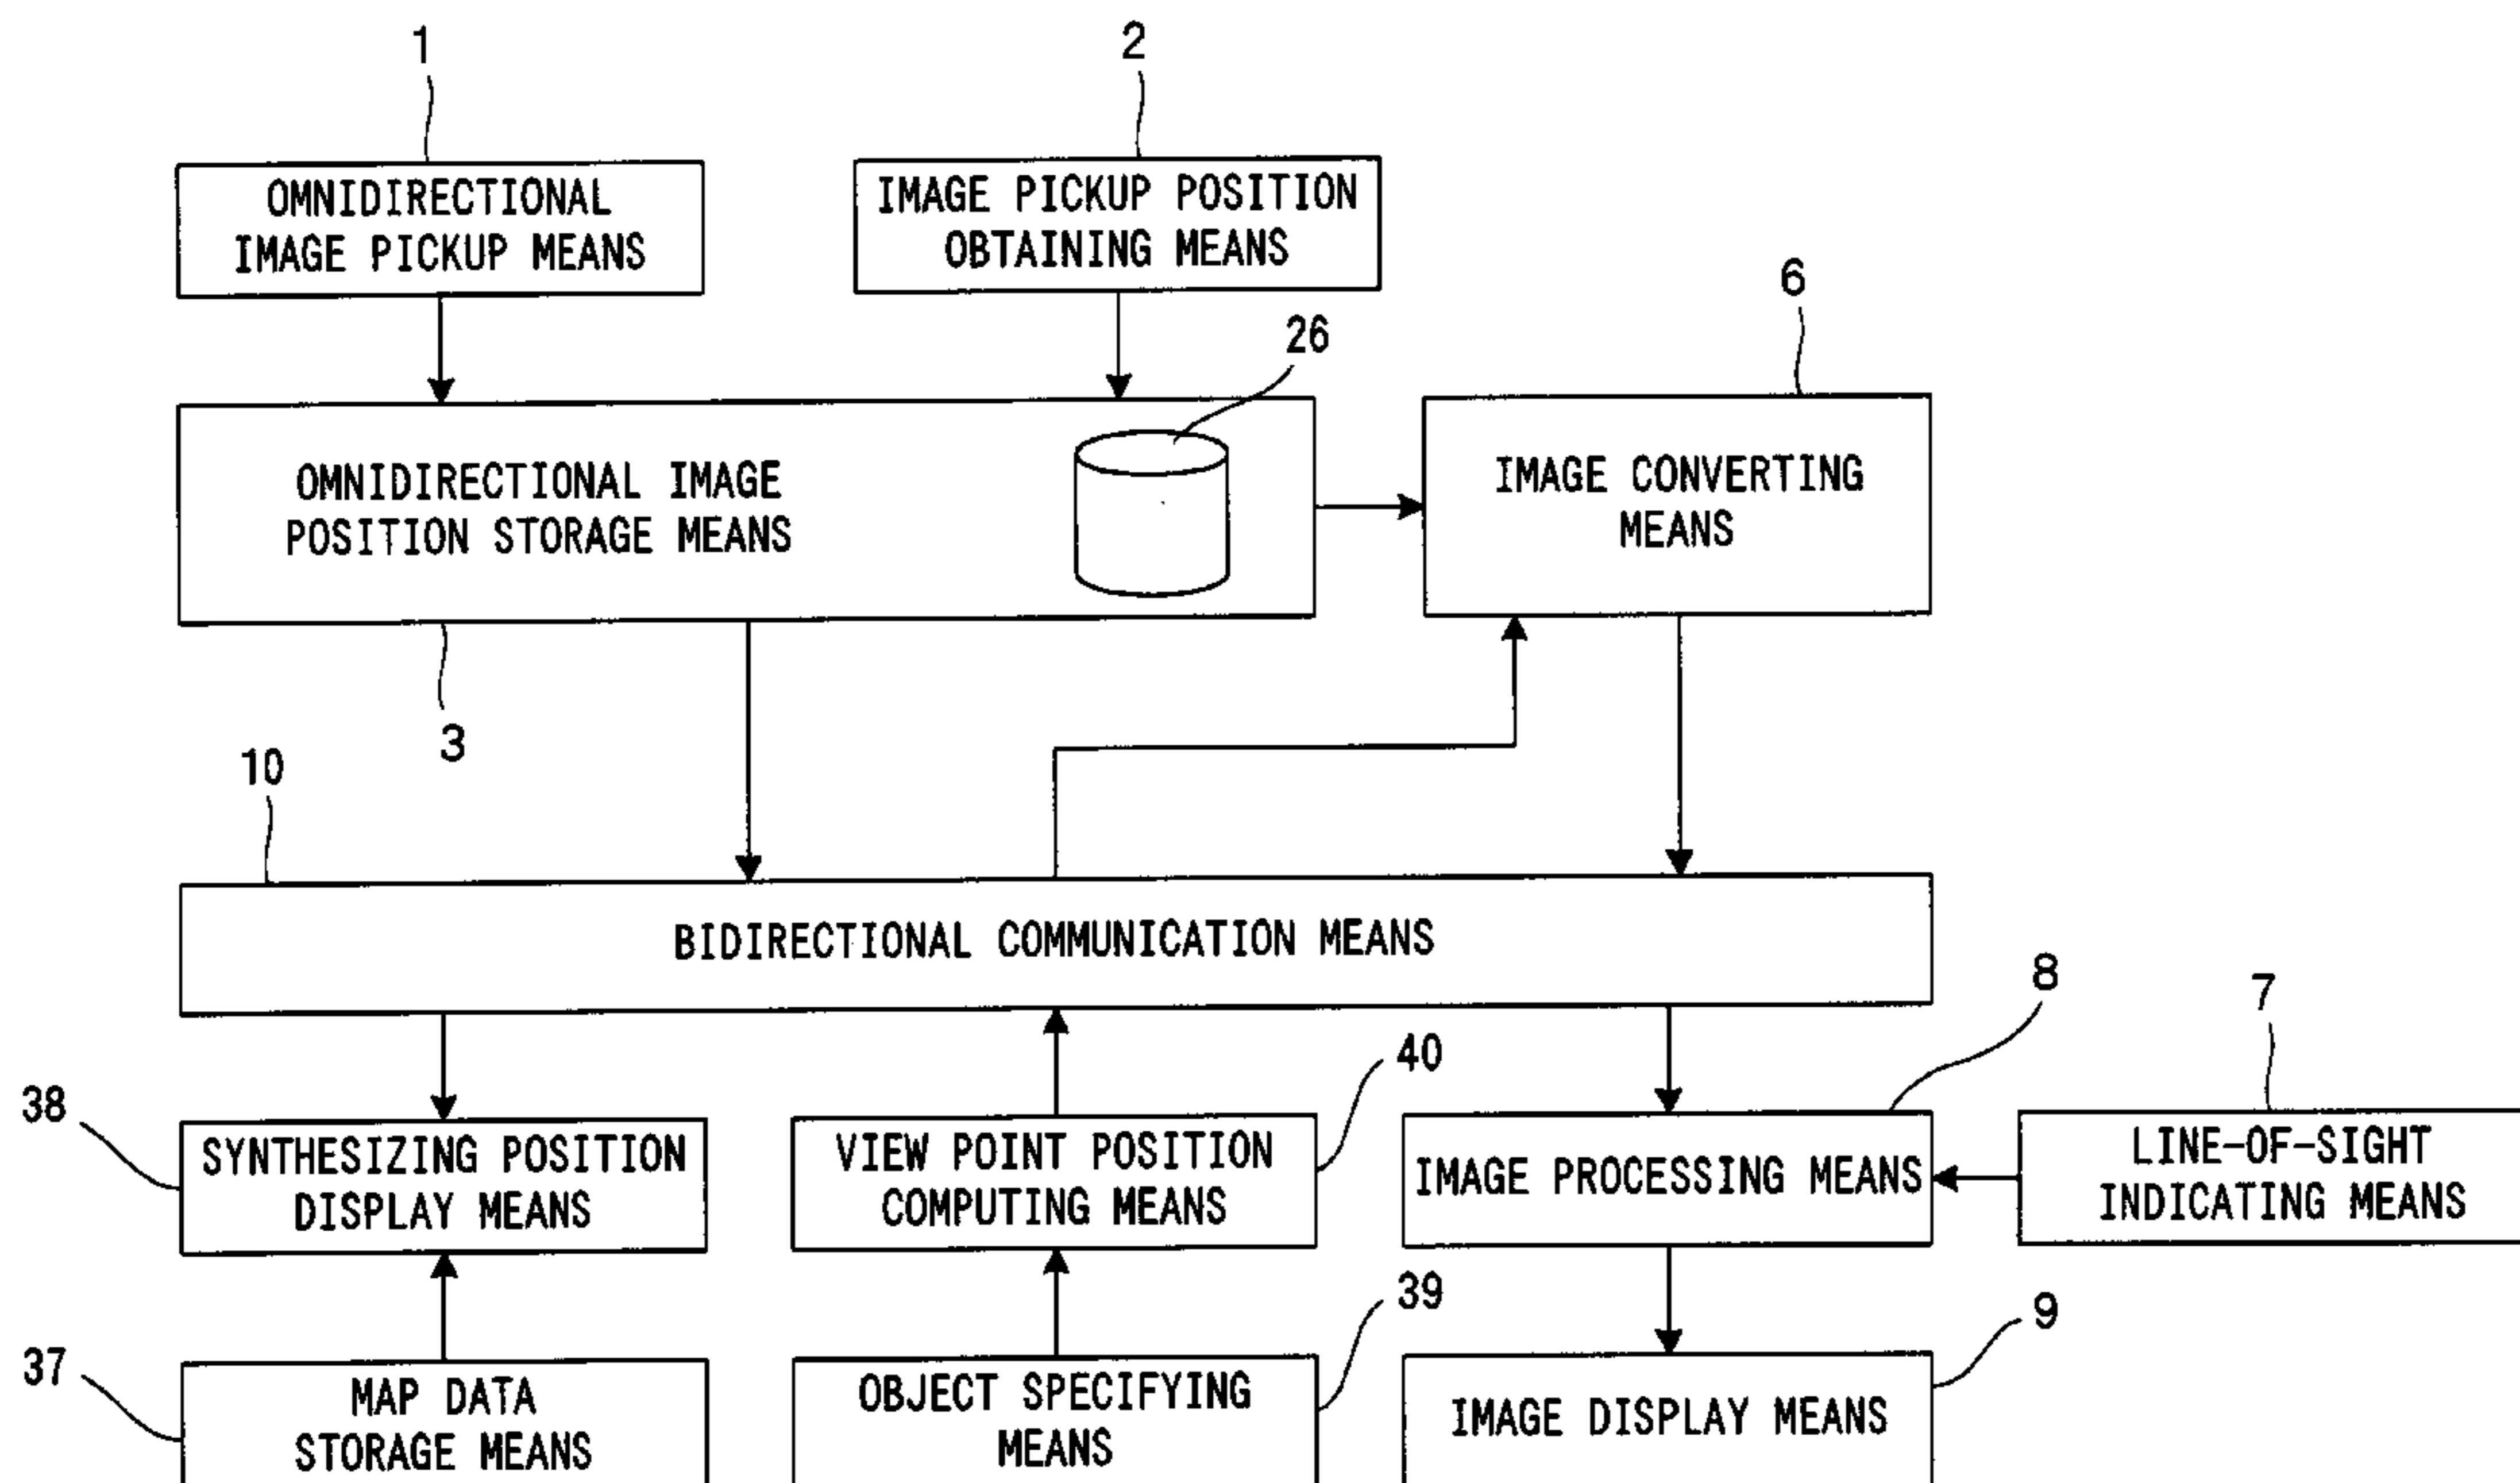 1
2
OMNIDIRECTIONAL
IMAGE PICKUP MEANS
IMAGE PICKUP POSITION
OBTAINING MEANS
6
26
OMNIDIRECTIONAL IMAGE
POSITION STORAGE MEANS
IMAGE CONVERTING
MEANS
3
10
BIDIRECTIONAL COMMUNICATION MEANS
8
7
40
38
SYNTHESIZING POSITION
DISPLAY MEANS
VIEW POINT POSITION
COMPUTING MEANS
IMAGE PROCESSING MEANS
LINE-OF-SIGHT
INDICATING MEANS
39
9
37
MAP DATA
STORAGE MEANS
OBJECT SPECIFYING
MEANS
IMAGE DISPLAY MEANS